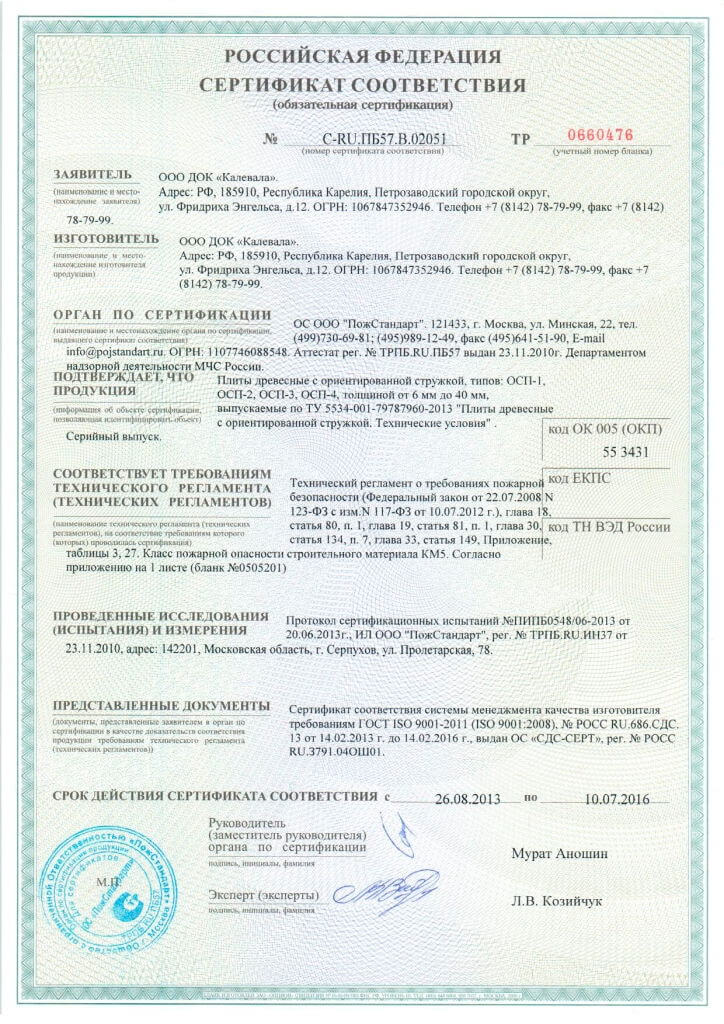 РОССИЙСКАЯ ФЕДЕРАЦИЯ
СЕРТИФИКАТ СООТВЕТСТВИЯ
(обязательная сертификация)
№ C-RU.ПБ57.В.02051 ТР 0660476
(номер сертификата соответствия) (учетный номер бланка)
ЗАЯВИТЕЛЬ ООО ДОК «Калевала».
(наименование и место-
нахождение заявителя)
Адрес: РФ, 185910, Республика Карелия, Петрозаводский городской округ,
ул. Фридриха Энгельса, д.12. ОГРН: 1067847352946. Телефон +7 (8142) 78-79-99, факс +7 (8142)
78-79-99.
ИЗГОТОВИТЕЛЬ ООО ДОК «Калевала».
(наименование и место-
нахождение изготовителя
продукции)
Адрес: РФ, 185910, Республика Карелия, Петрозаводский городской округ,
ул. Фридриха Энгельса, д.12. ОГРН: 1067847352946. Телефон +7 (8142) 78-79-99, факс +7
(8142) 78-79-99.
ОРГАН ПО СЕРТИФИКАЦИИ
(наименование и местонахождение органа по сертификации,
выдавшего сертификат соответствия)
ОС ООО "ПожСтандарт". 121433, г. Москва, ул. Минская, 22, тел.
(499)730-69-81; (495)989-12-49, факс (495)641-51-90, E-mail
info@pojstandart.ru. ОГРН: 1107746088548. Аттестат рег. № ТРПБ.RU.ПБ57 выдан 23.11.2010г. Департаментом
надзорной деятельности МЧС России.
ПОДТВЕРЖДАЕТ, ЧТО
ПРОДУКЦИЯ
(информация об объекте сертификации,
позволяющая идентифицировать объект)
Плиты древесные с ориентированной стружкой, типов: ОСП-1,
ОСП-2, ОСП-3, ОСП-4, толщиной от 6 мм до 40 мм,
выпускаемые по ТУ 5534-001-79787960-2013 "Плиты древесные
с ориентированной стружкой. Технические условия" .
Серийный выпуск.
код ОК 005 (ОКП)
55 3431
код ЕКПС
код ТН ВЭД России
СООТВЕТСТВУЕТ ТРЕБОВАНИЯМ
ТЕХНИЧЕСКОГО РЕГЛАМЕНТА
(ТЕХНИЧЕСКИХ РЕГЛАМЕНТОВ)
(наименование технического регламента (технических
регламентов), на соответствие требованиям которого
(которых) проводилась сертификация)
Технический регламент о требованиях пожарной
безопасности (Федеральный закон от 22.07.2008 N
123-ФЗ с изм.N 117-ФЗ от 10.07.2012 г.), глава 18,
статья 80, п. 1, глава 19, статья 81, п. 1, глава 30,
статья 134, п. 7, глава 33, статья 149, Приложение,
таблицы 3, 27. Класс пожарной опасности строительного материала КМ5. Согласно
приложению на 1 листе (бланк №0505201)
ПРОВЕДЕННЫЕ ИССЛЕДОВАНИЯ
(ИСПЫТАНИЯ) И ИЗМЕРЕНИЯ
Протокол сертификационных испытаний №ПИПБ0548/06-2013 от
20.06.2013г., ИЛ ООО "ПожСтандарт", рег. № ТРПБ.RU.ИН37 от
23.11.2010, адрес: 142201, Московская область, г. Серпухов, ул. Пролетарская, 78.
ПРЕДСТАВЛЕННЫЕ ДОКУМЕНТЫ
(документы, представленные заявителем в орган по
сертификации в качестве доказательств соответствия
продукции требованиям технического регламента
(технических регламентов))
Сертификат соответствия системы менеджмента качества изготовителя
требованиям ГОСТ ISO 9001-2011 (ISO 9001:2008), № РОСС RU.686.СДС.
13 от 14.02.2013 г. до 14.02.2016 г., выдан ОС «СДС-СЕРТ», рег. № РОСС
RU.З791.04ОШ01.
СРОК ДЕЙСТВИЯ СЕРТИФИКАТА СООТВЕТСТВИЯ с 26.08.2013 по 10.07.2016
Руководитель
(заместитель руководителя)
органа по сертификации
подпись, инициалы, фамилия
Мурат Аношин
М.П.
Эксперт (эксперты)
подпись, инициалы, фамилия
Л.В. Козийчук